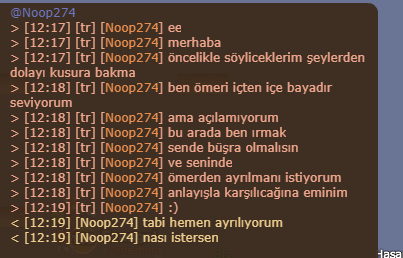 @Noop274
> [12:17] [tr] [Noop274] ee
> [12:17] [tr] [Noop274] merhaba
> [12:17] [tr] [Noop274] öncelikle söyliceklerim şeylerden
dolayı kusura bakma
> [12:18] [tr] [Noop274] ben ömeri içten içe bayadır
seviyorum
> [12:18] [tr] [Noop274] ama açılamıyorum
> [12:18] [tr] [Noop274] bu arada ben ırmak
> [12:18] [tr] [Noop274] sende büşra olmalısın
> [12:18] [tr] [Noop274] ve seninde
> [12:18] [tr] [Noop274] ömerden ayrılmanı istiyorum
> [12:18] [tr] [Noop274] anlayışla karşılıcağına eminim
> [12:19] [tr] [Noop274] :)
< [12:19] [Noop274] tabi hemen ayrılıyorum
< [12:19] [Noop274] nası istersen